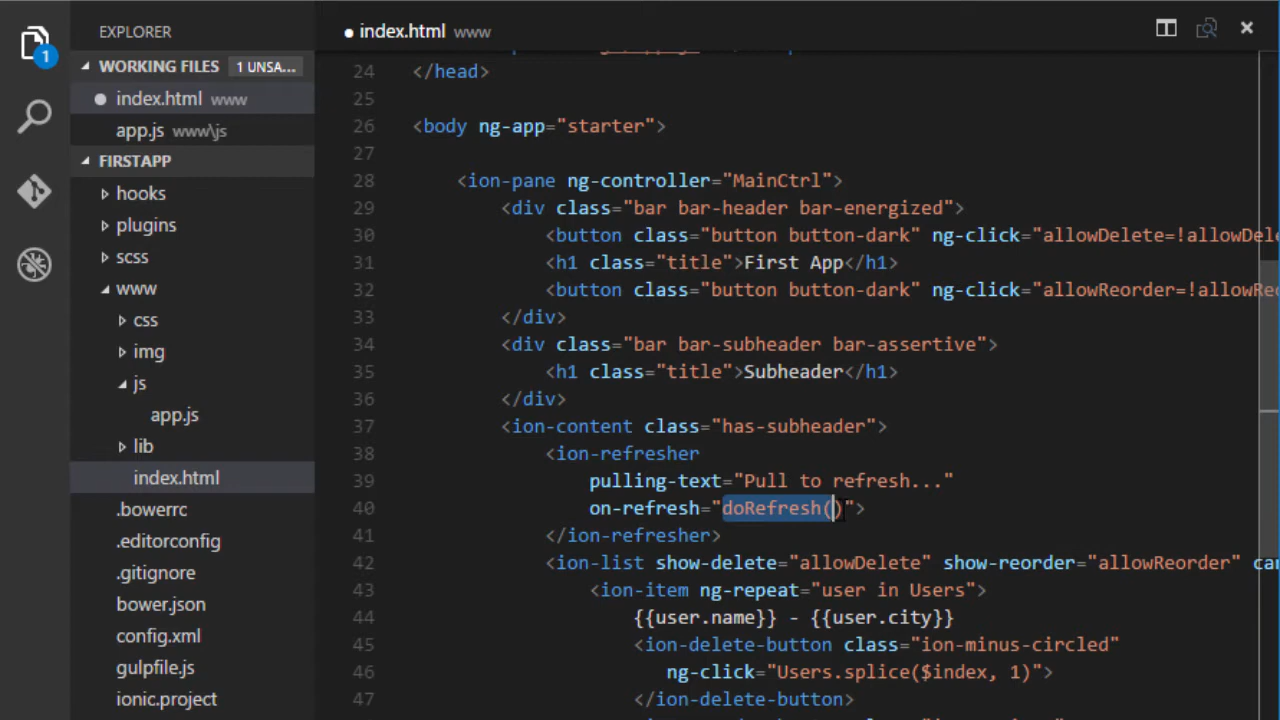 EXPLORER
WORKING FILES 1 UNSA...
index.html www
app.js www\js
FIRSTAPP
hooks
plugins
scss
www
css
img
js
app.js
lib
index.html
.bowerrc
.editorconfig
.gitignore
bower.json
config.xml
gulpfile.js
ionic.project
1
index.html www
24 </head>
25
26 <body ng-app="starter">
27
28 <ion-pane ng-controller="MainCtrl">
29 <div class="bar bar-header bar-energized">
30 <button class="button button-dark" ng-click="allowDelete=!allowDele
31 <h1 class="title">First App</h1>
32 <button class="button button-dark" ng-click="allowReorder=!allowReo
33 </div>
34 <div class="bar bar-subheader bar-assertive">
35 <h1 class="title">Subheader</h1>
36 </div>
37 <ion-content class="has-subheader">
38 <ion-refresher
39 pulling-text="Pull to refresh..."
40 on-refresh="doRefresh()">
41 </ion-refresher>
42 <ion-list show-delete="allowDelete" show-reorder="allowReorder" can
43 <ion-item ng-repeat="user in Users">
44 {{user.name}} - {{user.city}}
45 <ion-delete-button class="ion-minus-circled"
46 ng-click="Users.splice($index, 1)">
47 </ion-delete-button>